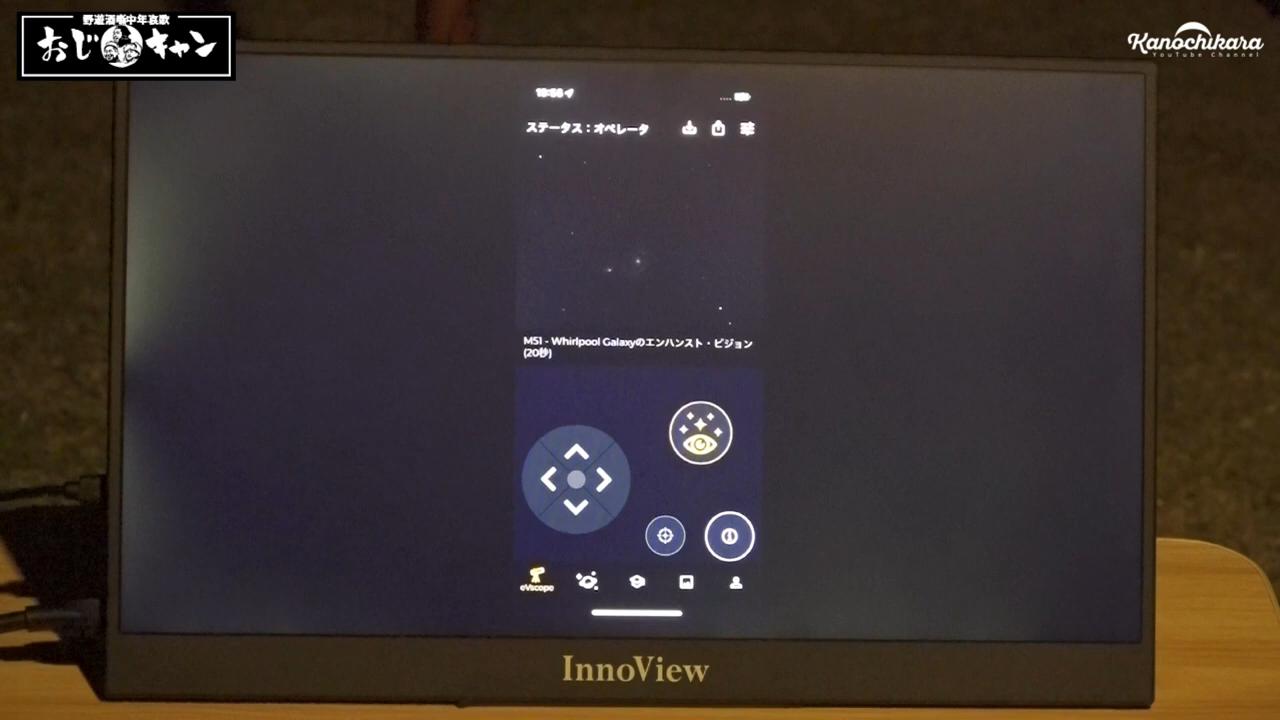 野遊酒噺中年哀歌
おじキャン
Kanochikara
YouTube Channel
ステータス：オペレータ
M51 - Whirlpool Galaxyのエンハンスト・ビジョン
(20秒)
eVscope
InnoView